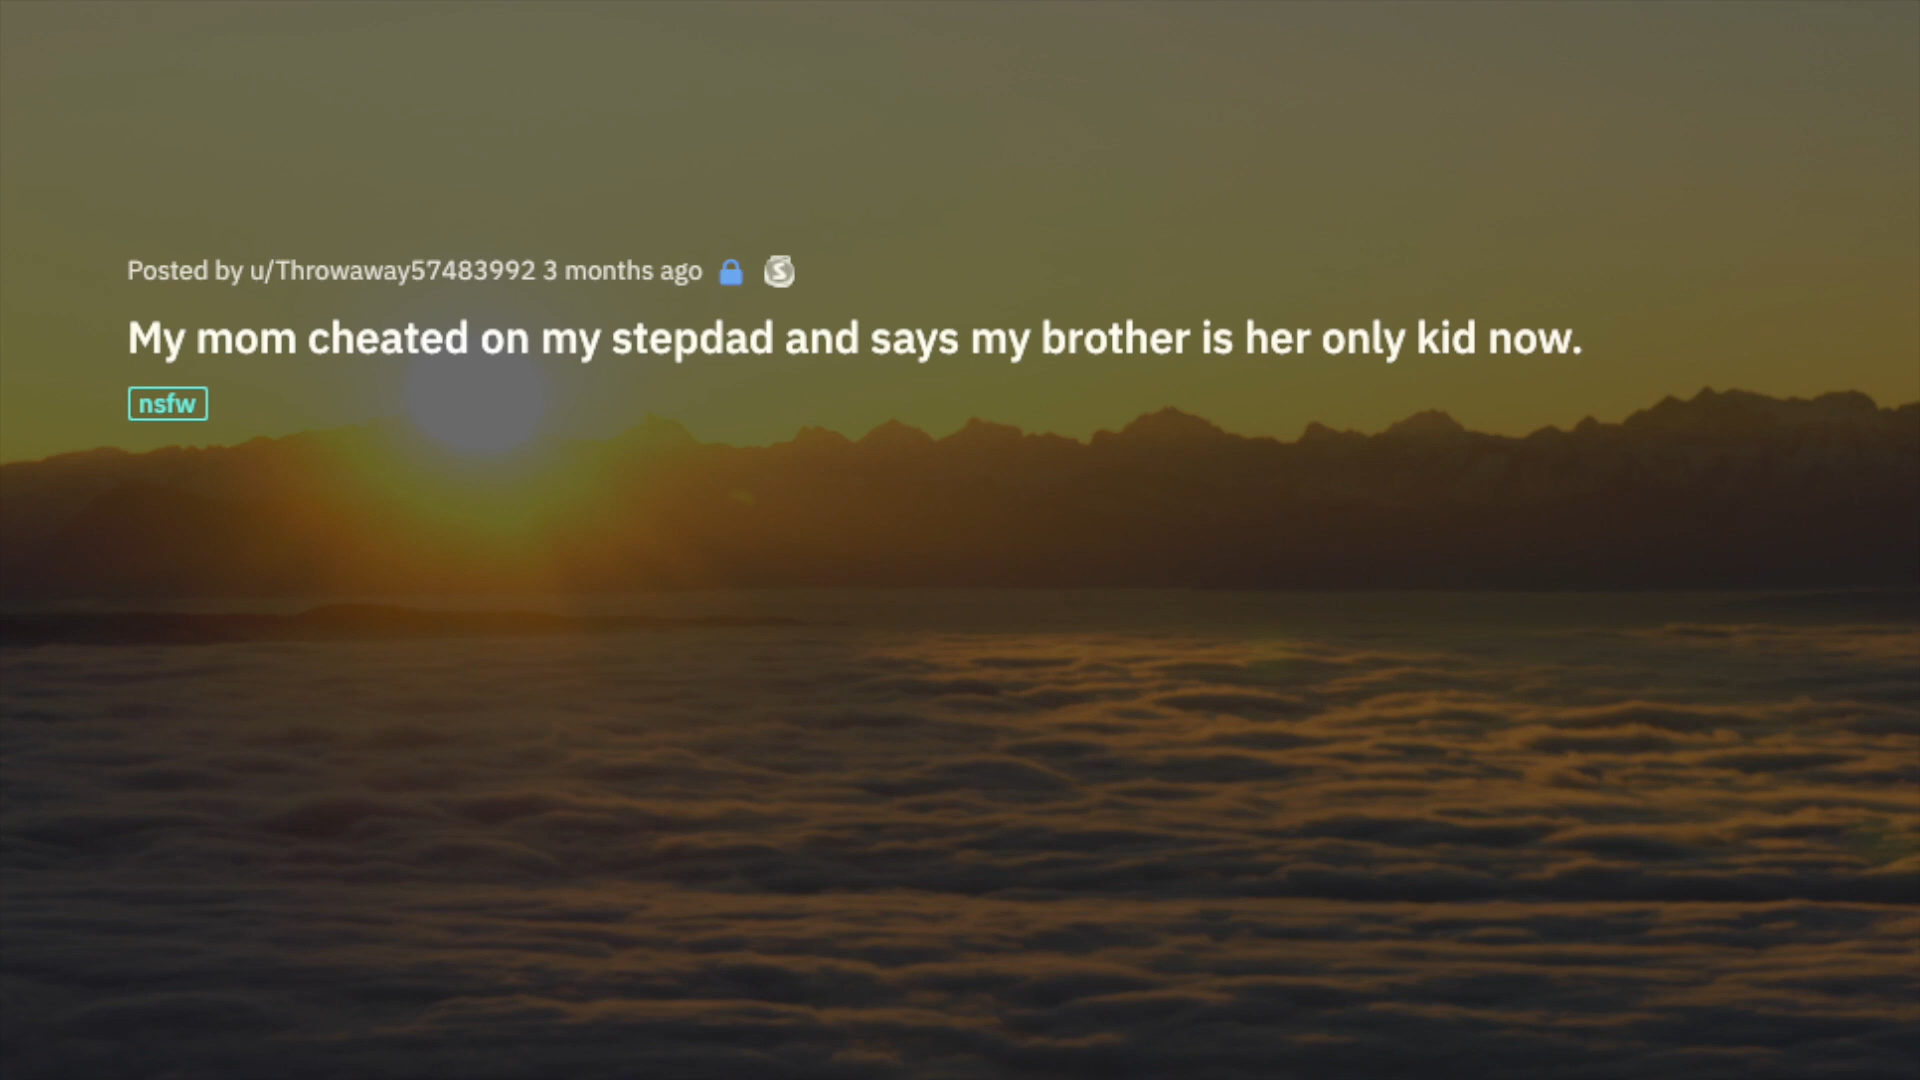 Posted by u/Throwaway57483992 3 months ago
My mom cheated on my stepdad and says my brother is her only kid now.
nsfw